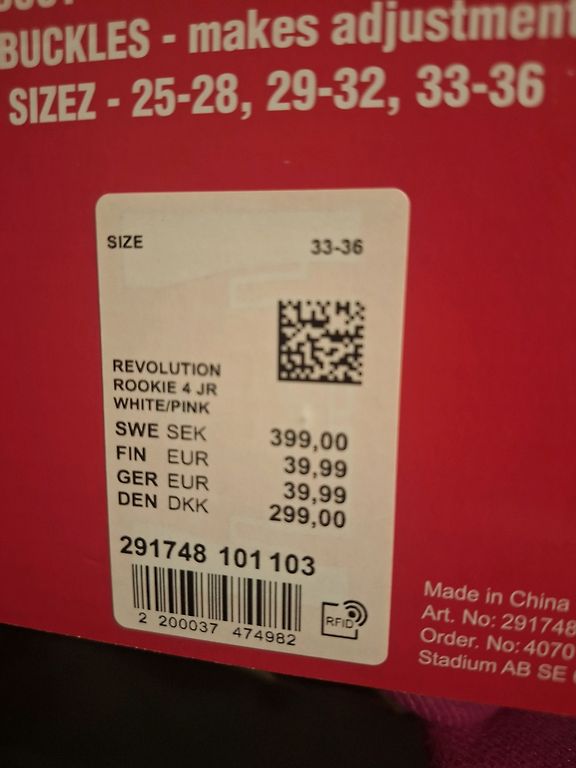 BUCKLES - makes adjustment
SIZEZ - 25-28, 29-32, 33-36
SIZE 33-36
REVOLUTION
ROOKIE 4 JR
WHITE/PINK
SWE SEK 399,00
FIN EUR 39,99
GER EUR 39,99
DEN DKK 299,00
291748 101103
2 200037 474982
RFID
Made in China
Art. No: 291748
Order. No: 4070
Stadium AB SE